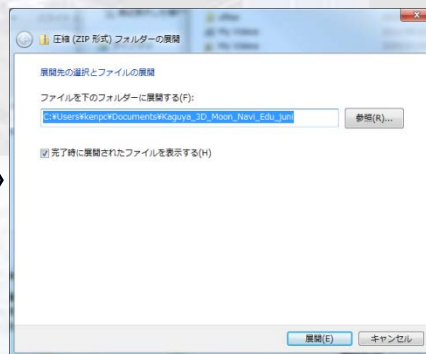 圧縮 (ZIP 形式) フォルダーの展開
展開先の選択とファイルの展開
ファイルを下のフォルダーに展開する(F):
C:¥Users¥kenpc¥Documents¥Kaguya_3D_Moon_Navi_Edu_juni
参照(R)...
完了時に展開されたファイルを表示する(H)
展開(E)
キャンセル